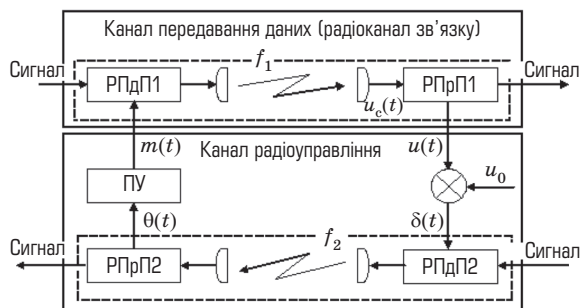 Канал передавання даних (радіоканал зв'язку)
Сигнал
РПдП1
f₁
РПрП1
Сигнал
u_c(t)
m(t)
Канал радіоуправління
u(t)
ПУ
u₀
θ(t)
δ(t)
Сигнал
РПрП2
f₂
РПдП2
Сигнал